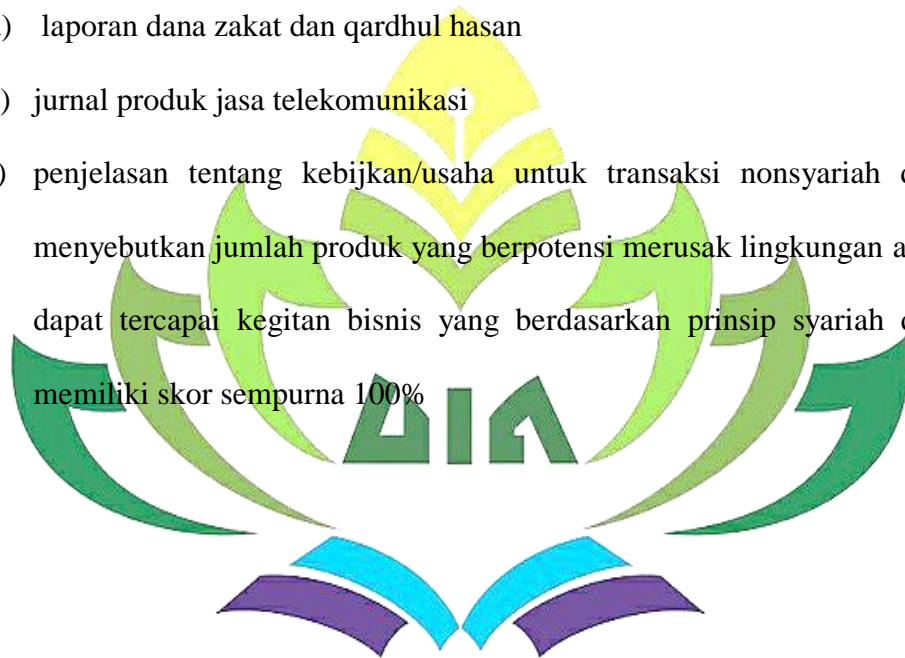 ) laporan dana zakat dan qardhul hasan
) jurnal produk jasa telekomunikasi
) penjelasan tentang kebijkan/usaha untuk transaksi nonsyariah
menyebutkan jumlah produk yang berpotensi merusak lingkungan
dapat tercapai kegitan bisnis yang berdasarkan prinsip syariah
memiliki skor sempurna 100%